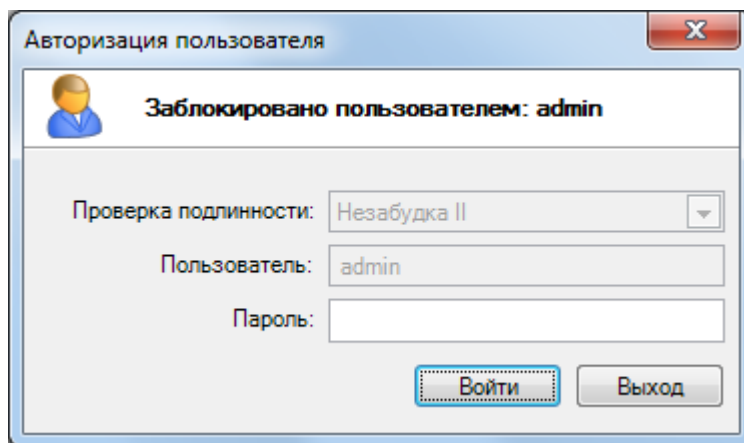 Авторизация пользователя
Заблокировано пользователем: admin
Проверка подлинности: Незабудка II
Пользователь: admin
Пароль:
Войти Выход